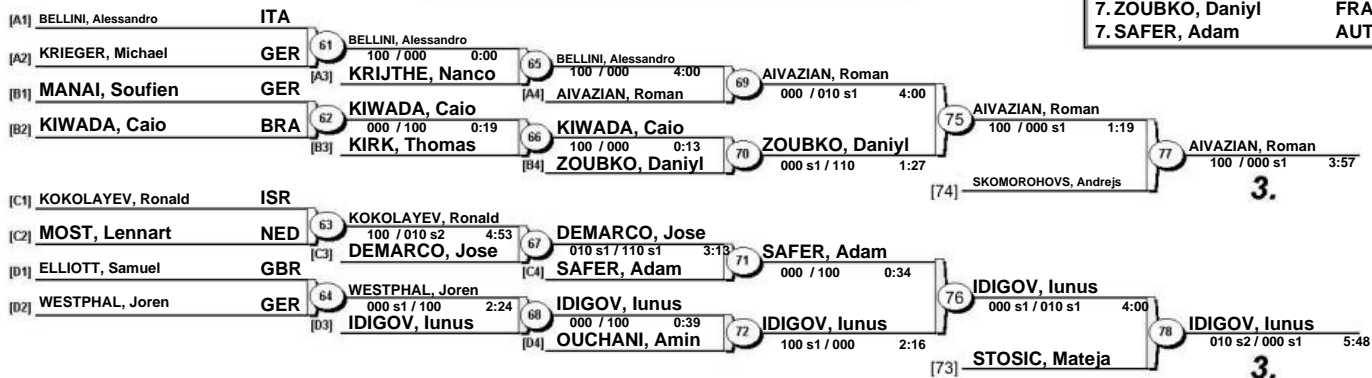 7. ZOUBKO, Daniyl FRA
7. SAFER, Adam AUT
[A1] BELLINI, Alessandro ITA
[A2] KRIEGER, Michael GER
61
BELLINI, Alessandro
100 / 000 0:00
[A3] KRIJTHE, Nanco
65
BELLINI, Alessandro
100 / 000 4:00
[A4] AIVAZIAN, Roman
69
AIVAZIAN, Roman
000 / 010 s1 4:00
[B1] MANAI, Soufien GER
[B2] KIWADA, Caio BRA
62
KIWADA, Caio
000 / 100 0:19
[B3] KIRK, Thomas
66
KIWADA, Caio
100 / 000 0:13
[B4] ZOUBKO, Daniyl
70
ZOUBKO, Daniyl
000 s1 / 110 1:27
75
AIVAZIAN, Roman
100 / 000 s1 1:19
[74] SKOMOROHOVS, Andrejs
77
AIVAZIAN, Roman
100 / 000 s1 3:57
3.
[C1] KOKOLAYEV, Ronald ISR
[C2] MOST, Lennart NED
63
KOKOLAYEV, Ronald
100 / 010 s2 4:53
[C3] DEMARCO, Jose
67
DEMARCO, Jose
010 s1 / 110 s1 3:13
[C4] SAFER, Adam
71
SAFER, Adam
000 / 100 0:34
[D1] ELLIOTT, Samuel GBR
[D2] WESTPHAL, Joren GER
64
WESTPHAL, Joren
000 s1 / 100 2:24
[D3] IDIGOV, Iunus
68
IDIGOV, Iunus
000 / 100 0:39
[D4] OUCHANI, Amin
72
IDIGOV, Iunus
100 s1 / 000 2:16
76
IDIGOV, Iunus
000 s1 / 010 s1 4:00
[73] STOSIC, Mateja
78
IDIGOV, Iunus
010 s2 / 000 s1 5:48
3.